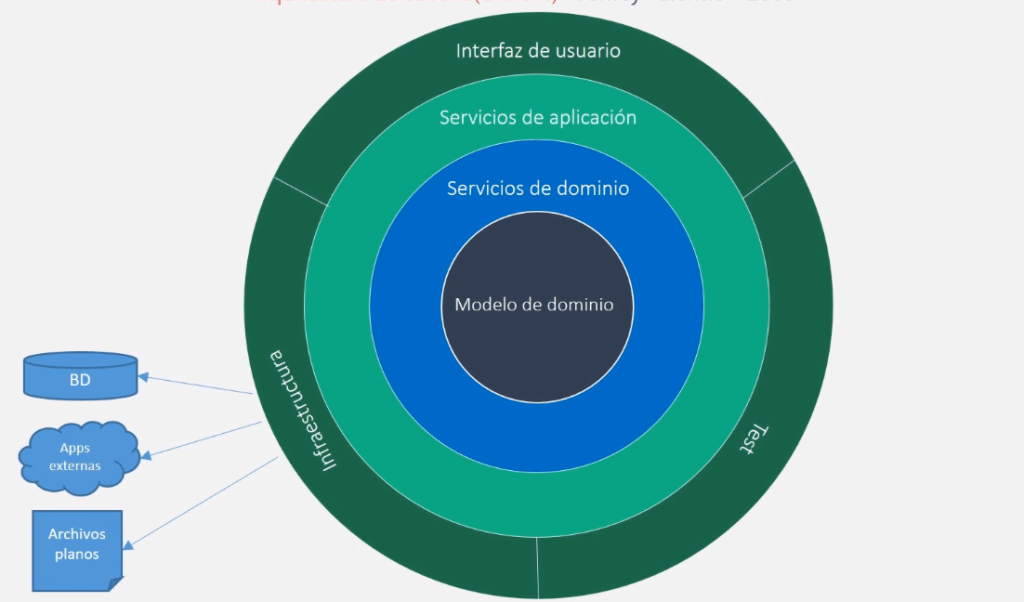 Interfaz de usuario
Servicios de aplicación
Servicios de dominio
Modelo de dominio
Infraestructura
Test
BD
Apps
externas
Archivos
planos